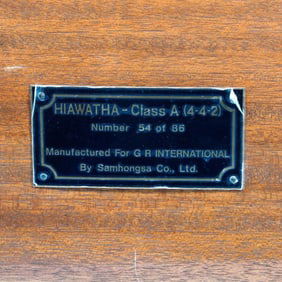 HIAWATHA - Class A (4-4-2)
Number 54 of 86
Manufactured For G R INTERNATIONAL
By Samhongsa Co., Ltd.